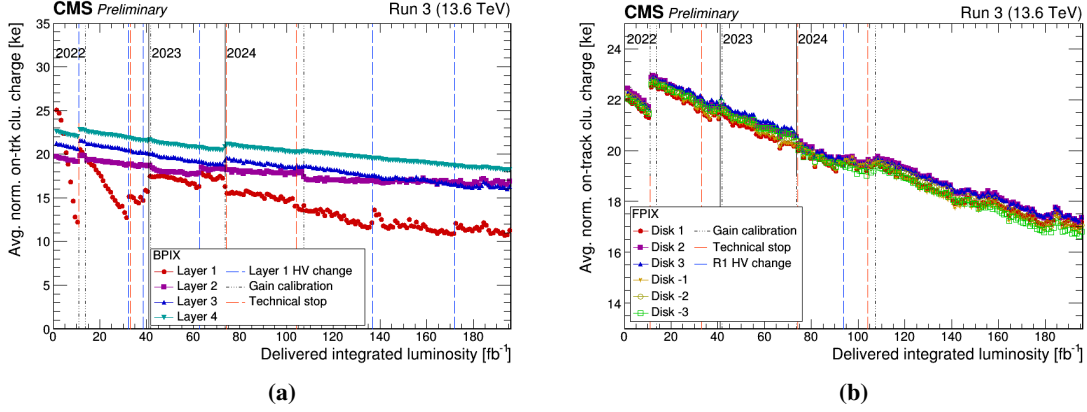 CMS Preliminary Run 3 (13.6 TeV)
Avg. norm. on-trk clu. charge [ke]
35
30
25
20
15
10
5
0
2022 2023 2024
BPIX
Layer 1
Layer 2
Layer 3
Layer 4
Layer 1 HV change
Gain calibration
Technical stop
0 20 40 60 80 100 120 140 160 180
Delivered integrated luminosity [fb⁻¹]
(a)
CMS Preliminary Run 3 (13.6 TeV)
Avg. norm. on-track clu. charge [ke]
24
22
20
18
16
14
2022 2023 2024
FPIX
Disk 1
Disk 2
Disk 3
Disk -1
Disk -2
Disk -3
Gain calibration
Technical stop
R1 HV change
0 20 40 60 80 100 120 140 160 180
Delivered integrated luminosity [fb⁻¹]
(b)